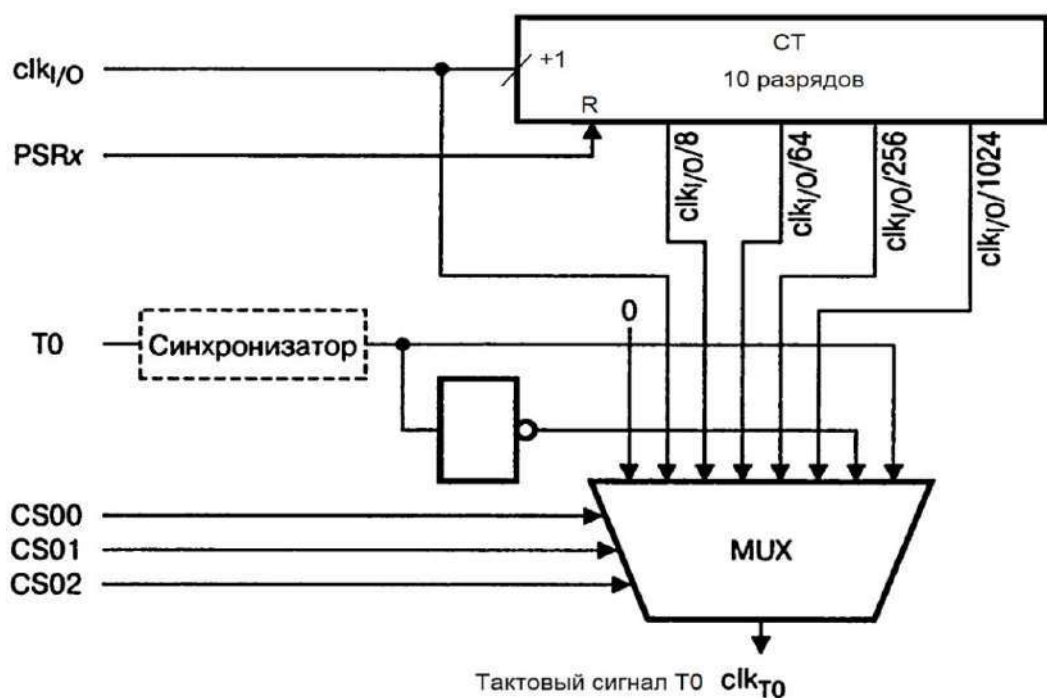 CT
10 разрядов
clkI/O
+1
R
PSRx
clkI/O/8
clkI/O/64
clkI/O/256
clkI/O/1024
0
T0
Синхронизатор
CS00
CS01
CS02
MUX
Тактовый сигнал T0 clkT0